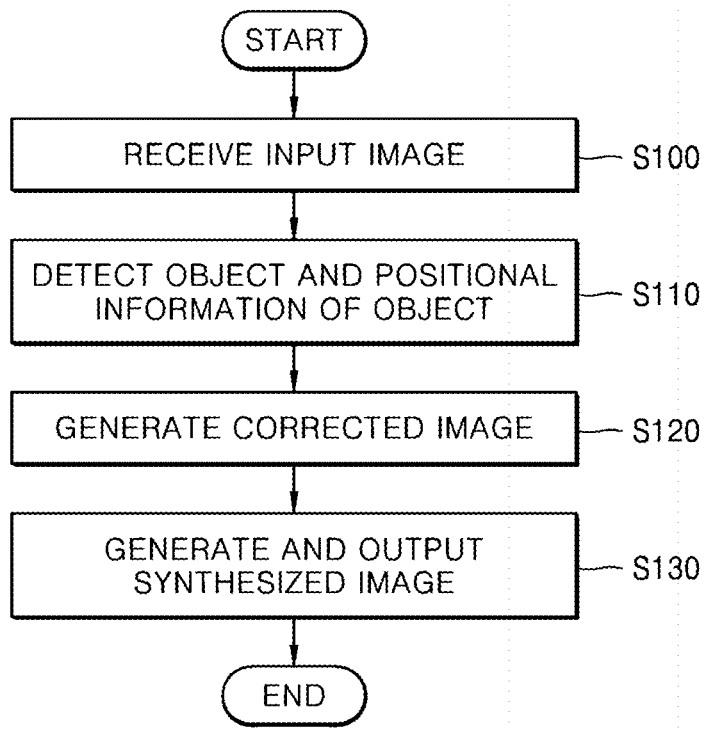 START
RECEIVE INPUT IMAGE
S100
DETECT OBJECT AND POSITIONAL
INFORMATION OF OBJECT
S110
GENERATE CORRECTED IMAGE
S120
GENERATE AND OUTPUT
SYNTHESIZED IMAGE
S130
END